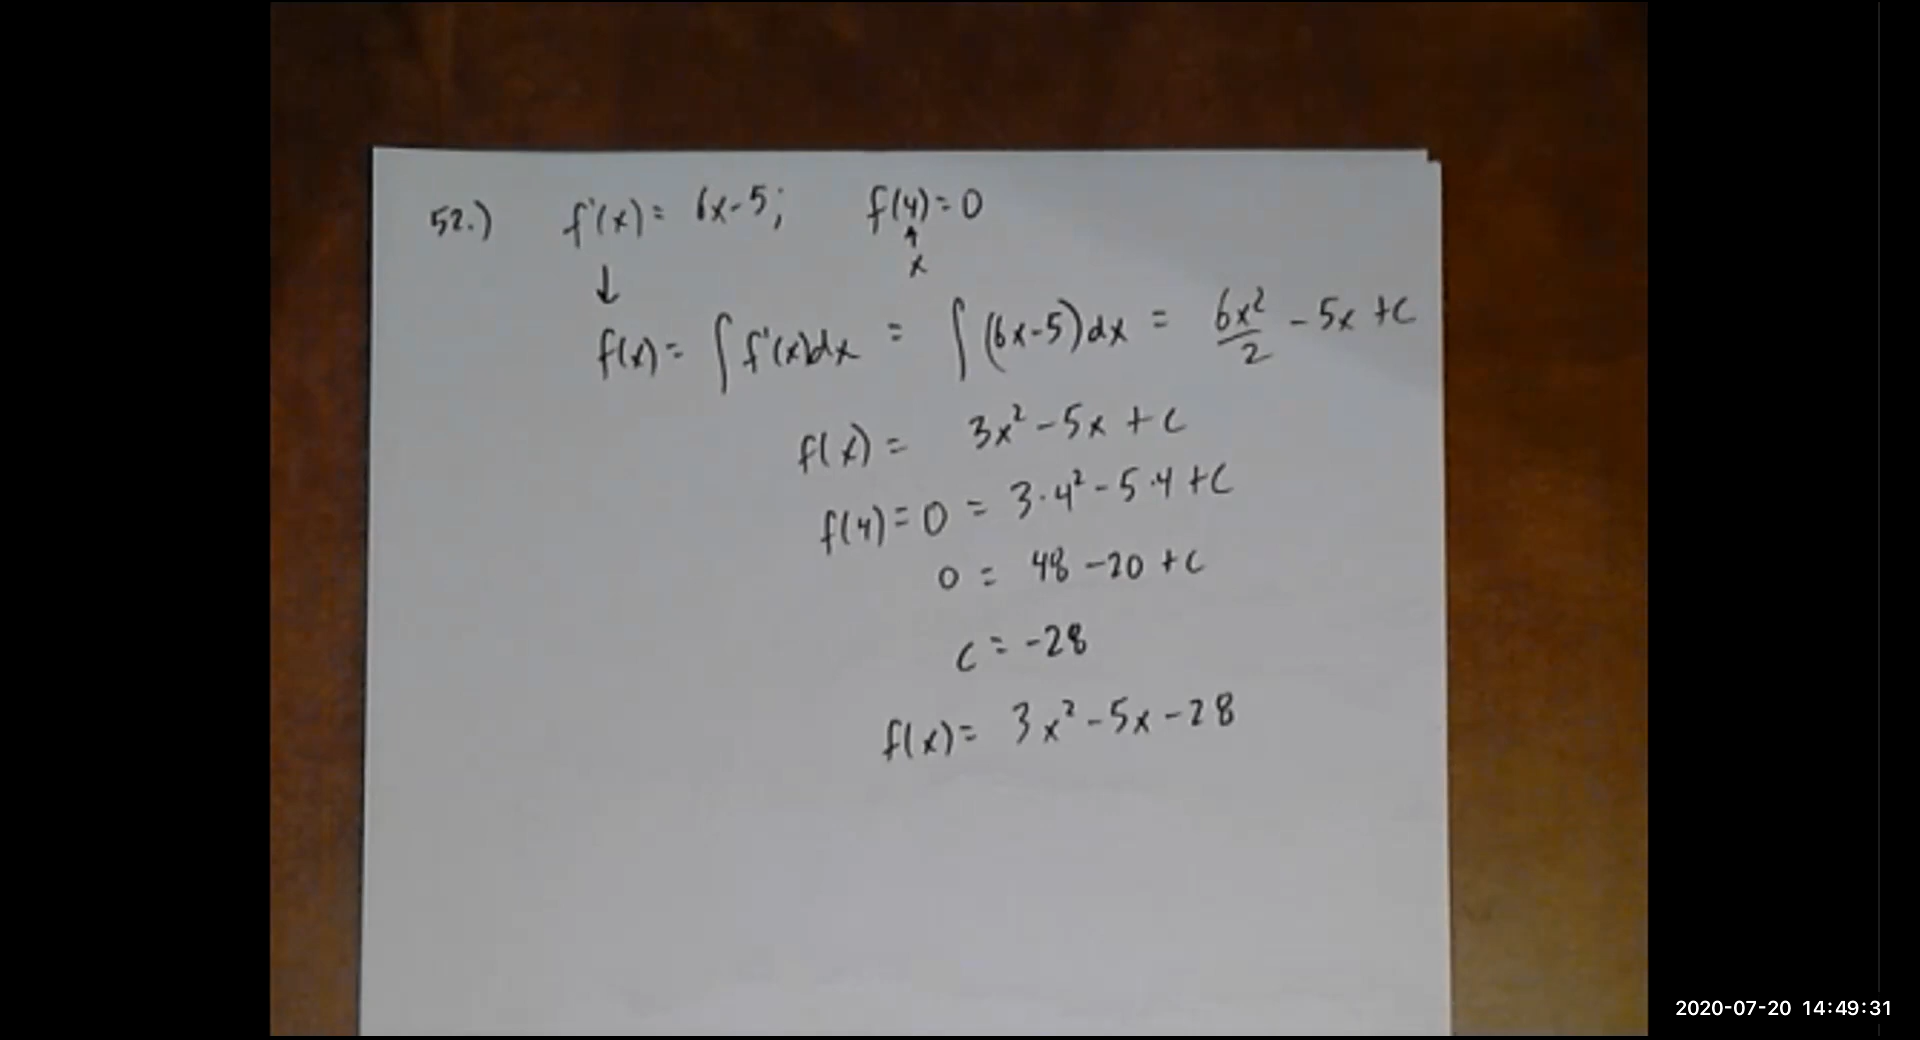 52.) f'(x) = 6x-5; f(4) = 0
↓ ↑
x
f(x) = ∫ f'(x)dx = ∫ (6x-5)dx = 6x²/2 - 5x + c
f(x) = 3x² - 5x + c
f(4) = 0 = 3·4² - 5·4 + c
0 = 48 - 20 + c
c = -28
f(x) = 3x² - 5x - 28
2020-07-20 14:49:31